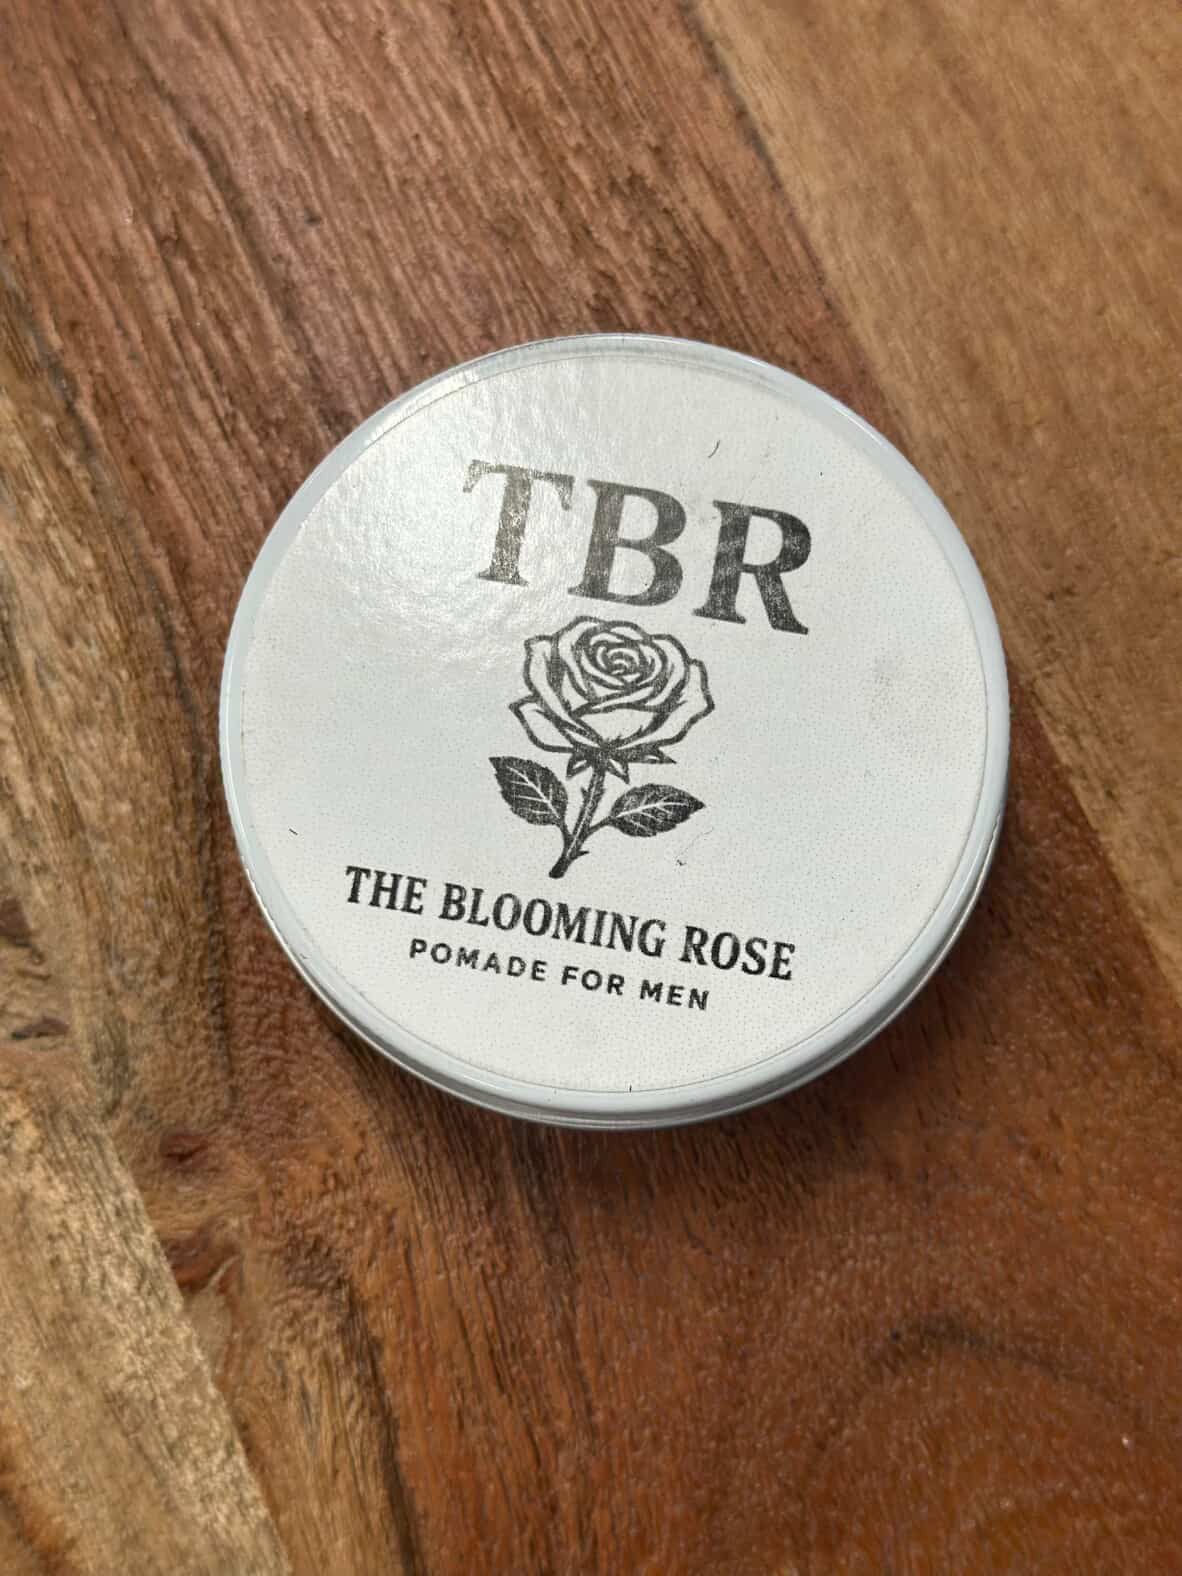 TBR
THE BLOOMING ROSE
POMADE FOR MEN